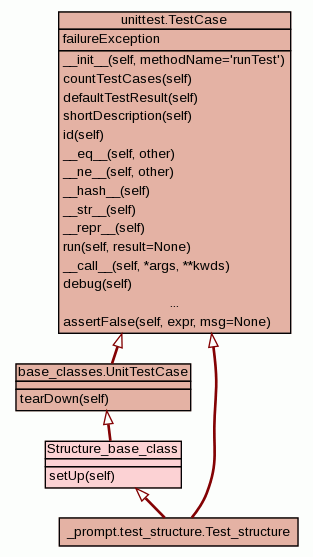 unittest.TestCase
failureException
__init__(self, methodName='runTest')
countTestCases(self)
defaultTestResult(self)
shortDescription(self)
id(self)
__eq__(self, other)
__ne__(self, other)
__hash__(self)
__str__(self)
__repr__(self)
run(self, result=None)
__call__(self, *args, **kwds)
debug(self)
...
assertFalse(self, expr, msg=None)
base_classes.UnitTestCase
tearDown(self)
Structure_base_class
setUp(self)
_prompt.test_structure.Test_structure